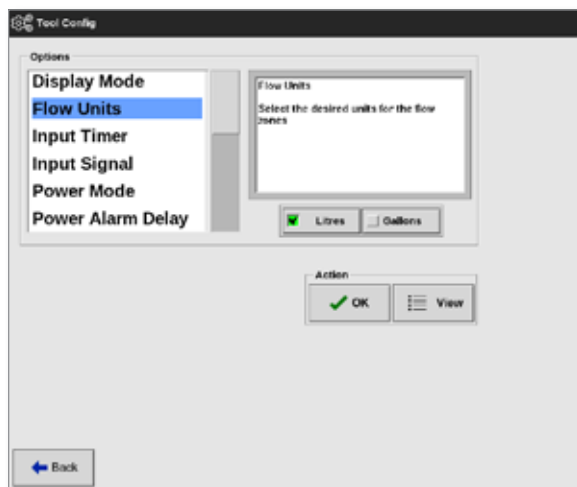 Tool Config
Options
Display Mode
Flow Units
Input Timer
Input Signal
Power Mode
Power Alarm Delay
Flow Units
Select the desired units for the flow
zones
Litres
Gallons
Action
OK
View
Back